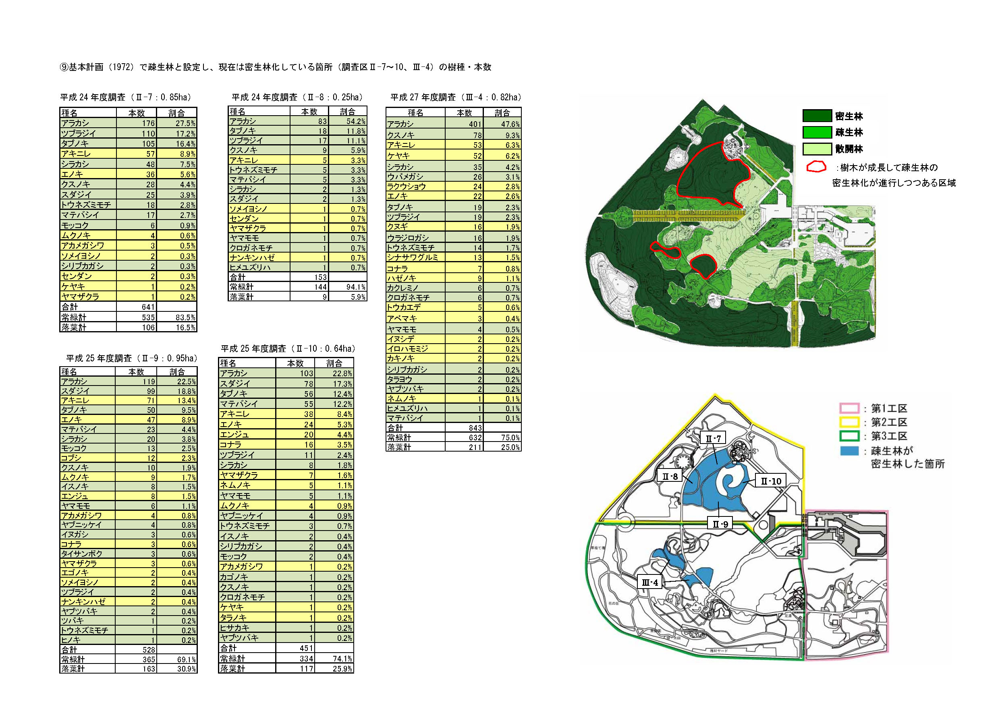 ⑨基本計画（1972）で疎生林と設定し、現在は密生林化している箇所（調査区Ⅱ-7～10、Ⅲ-4）の樹種・本数
平成 24 年度調査（Ⅱ-7：0.85ha）
種名 本数 割合
アラカシ 176 27.5%
ツブラジイ 110 17.2%
タブノキ 105 16.4%
アキニレ 57 8.9%
シラカシ 48 7.5%
エノキ 36 5.6%
クスノキ 28 4.4%
スダジイ 25 3.9%
トウネズミモチ 18 2.8%
マテバシイ 17 2.7%
モッコク 6 0.9%
ムクノキ 4 0.6%
アカメガシワ 3 0.5%
ソメイヨシノ 2 0.3%
シリブカガシ 2 0.3%
センダン 2 0.3%
ケヤキ 1 0.2%
ヤマザクラ 1 0.2%
合計 641
常緑計 535 83.5%
落葉計 106 16.5%
平成 24 年度調査（Ⅱ-8：0.25ha）
種名 本数 割合
アラカシ 83 54.2%
タブノキ 18 11.8%
ツブラジイ 17 11.1%
クスノキ 9 5.9%
アキニレ 5 3.3%
トウネズミモチ 5 3.3%
マテバシイ 5 3.3%
シラカシ 2 1.3%
スダジイ 2 1.3%
ソメイヨシノ 1 0.7%
センダン 1 0.7%
ヤマザクラ 1 0.7%
ヤマモモ 1 0.7%
クロガネモチ 1 0.7%
ナンキンハゼ 1 0.7%
ヒメユズリハ 1 0.7%
合計 153
常緑計 144 94.1%
落葉計 9 5.9%
平成 27 年度調査（Ⅲ-4：0.82ha）
種名 本数 割合
アラカシ 401 47.6%
クスノキ 78 9.3%
アキニレ 53 6.3%
ケヤキ 52 6.2%
シラカシ 35 4.2%
ウバメガシ 26 3.1%
ラクウショウ 24 2.8%
エノキ 22 2.6%
タブノキ 19 2.3%
ツブラジイ 19 2.3%
クヌギ 16 1.9%
ウラジロガシ 16 1.9%
トウネズミモチ 14 1.7%
シナサワグルミ 13 1.5%
コナラ 7 0.8%
ハゼノキ 9 1.1%
カクレミノ 6 0.7%
クロガネモチ 6 0.7%
トウカエデ 5 0.6%
アベマキ 3 0.4%
ヤマモモ 4 0.5%
イヌシデ 2 0.2%
イロハモミジ 2 0.2%
カキノキ 2 0.2%
シリブカガシ 2 0.2%
タラヨウ 2 0.2%
ヤブツバキ 2 0.2%
ネムノキ 1 0.1%
ヒメユズリハ 1 0.1%
マテバシイ 1 0.1%
合計 843
常緑計 632 75.0%
落葉計 211 25.0%
平成 25 年度調査（Ⅱ-9：0.95ha）
種名 本数 割合
アラカシ 119 22.5%
スダジイ 99 18.8%
アキニレ 71 13.4%
タブノキ 50 9.5%
エノキ 47 8.9%
マテバシイ 23 4.4%
シラカシ 20 3.8%
モッコク 13 2.5%
コブシ 12 2.3%
クスノキ 10 1.9%
ムクノキ 9 1.7%
イスノキ 8 1.5%
エンジュ 8 1.5%
ヤマモモ 6 1.1%
アカメガシワ 4 0.8%
ヤブニッケイ 4 0.8%
イヌガシ 3 0.6%
コナラ 3 0.6%
タイサンボク 3 0.6%
ヤマザクラ 3 0.6%
エゴノキ 2 0.4%
ソメイヨシノ 2 0.4%
ツブラジイ 2 0.4%
ナンキンハゼ 2 0.4%
ヤブツバキ 2 0.4%
ツバキ 1 0.2%
トウネズミモチ 1 0.2%
ヒノキ 1 0.2%
合計 528
常緑計 365 69.1%
落葉計 163 30.9%
平成 25 年度調査（Ⅱ-10：0.64ha）
種名 本数 割合
アラカシ 103 22.8%
スダジイ 78 17.3%
タブノキ 56 12.4%
マテバシイ 55 12.2%
アキニレ 38 8.4%
エノキ 24 5.3%
エンジュ 20 4.4%
コナラ 16 3.5%
ツブラジイ 11 2.4%
シラカシ 8 1.8%
ヤマザクラ 7 1.6%
ネムノキ 5 1.1%
ヤマモモ 5 1.1%
ムクノキ 4 0.9%
ヤブニッケイ 4 0.9%
トウネズミモチ 3 0.7%
イスノキ 2 0.4%
シリブカガシ 2 0.4%
モッコク 2 0.4%
アカメガシワ 1 0.2%
カゴノキ 1 0.2%
クスノキ 1 0.2%
クロガネモチ 1 0.2%
ケヤキ 1 0.2%
タラノキ 1 0.2%
ヒサカキ 1 0.2%
ヤブツバキ 1 0.2%
合計 451
常緑計 334 74.1%
落葉計 117 25.9%
密生林
疎生林
散開林
：樹木が成長して疎生林の
密生林化が進行しつつある区域
：第1工区
：第2工区
：第3工区
：疎生林が
密生林した箇所
Ⅱ-7
Ⅱ-8
Ⅱ-10
Ⅱ-9
Ⅲ-4
花の丘
足湯